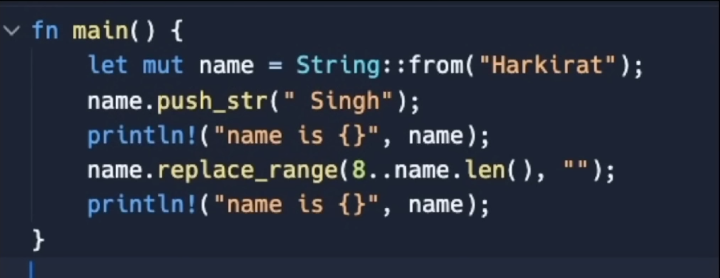 fn main() {
    let mut name = String::from("Harkirat");
    name.push_str(" Singh");
    println!("name is {}", name);
    name.replace_range(8..name.len(), "");
    println!("name is {}", name);
}